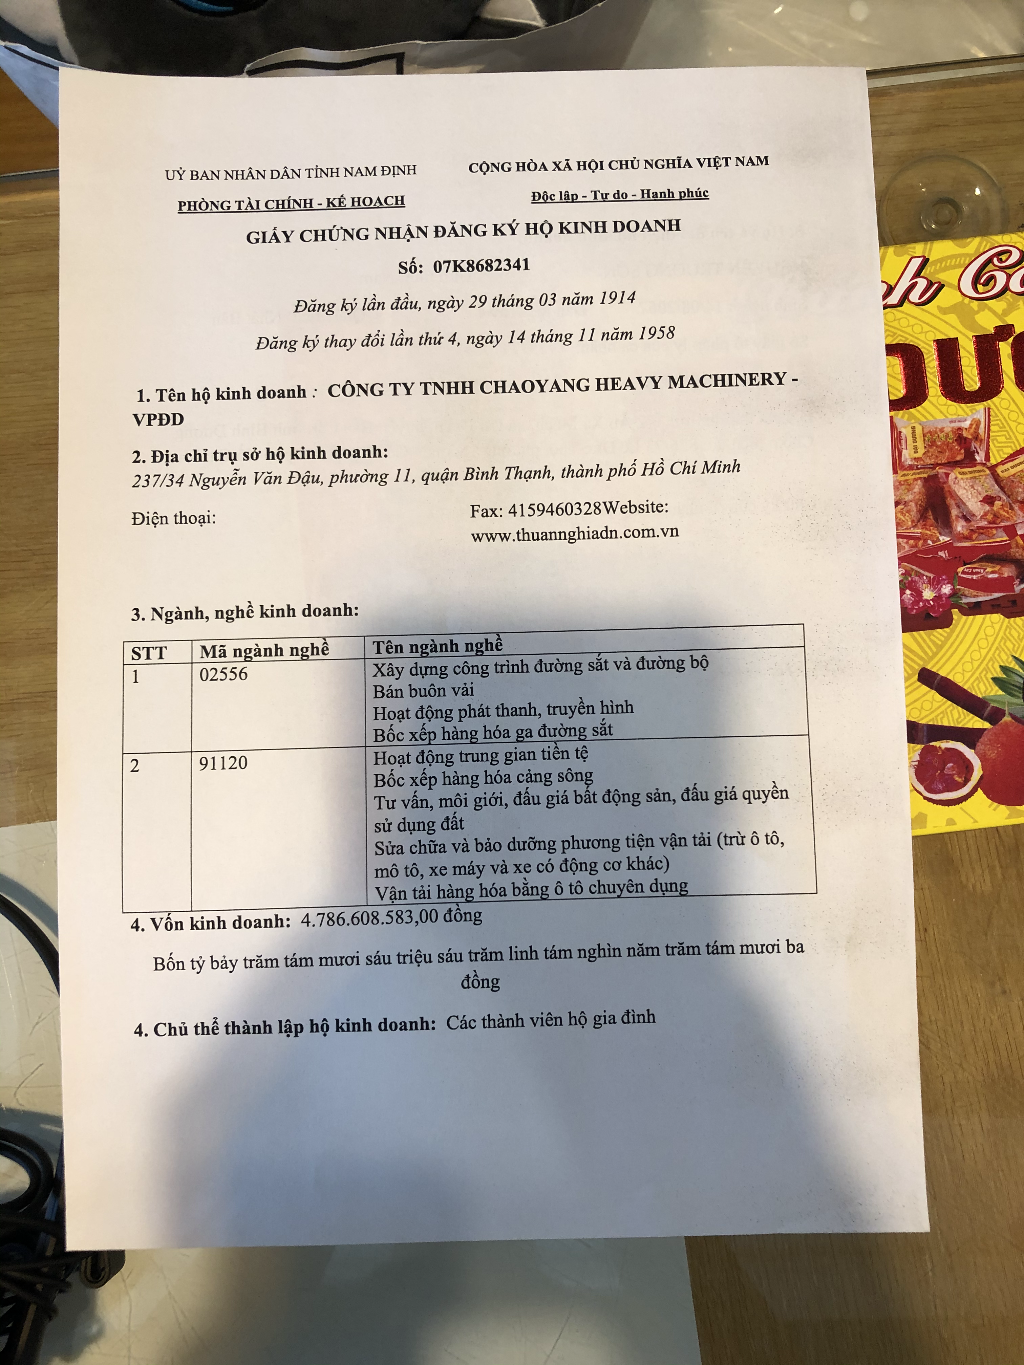 UỶ BAN NHÂN DÂN TỈNH NAM ĐỊNH
PHÒNG TÀI CHÍNH - KẾ HOẠCH
CỘNG HÒA XÃ HỘI CHỦ NGHĨA VIỆT NAM
Độc lập - Tự do - Hạnh phúc
GIẤY CHỨNG NHẬN ĐĂNG KÝ HỘ KINH DOANH
Số: 07K8682341
Đăng ký lần đầu, ngày 29 tháng 03 năm 1914
Đăng ký thay đổi lần thứ 4, ngày 14 tháng 11 năm 1958
1. Tên hộ kinh doanh : CÔNG TY TNHH CHAOYANG HEAVY MACHINERY -
VPĐD
2. Địa chỉ trụ sở hộ kinh doanh:
237/34 Nguyễn Văn Đậu, phường 11, quận Bình Thạnh, thành phố Hồ Chí Minh
Điện thoại:
Fax: 4159460328Website:
www.thuannghiadn.com.vn
3. Ngành, nghề kinh doanh:
STT Mã ngành nghề Tên ngành nghề
1 02556 Xây dựng công trình đường sắt và đường bộ
Bán buôn vải
Hoạt động phát thanh, truyền hình
Bốc xếp hàng hóa ga đường sắt
2 91120 Hoạt động trung gian tiền tệ
Bốc xếp hàng hóa cảng sông
Tư vấn, môi giới, đấu giá bất động sản, đấu giá quyền
sử dụng đất
Sửa chữa và bảo dưỡng phương tiện vận tải (trừ ô tô,
mô tô, xe máy và xe có động cơ khác)
Vận tải hàng hóa bằng ô tô chuyên dụng
4. Vốn kinh doanh: 4.786.608.583,00 đồng
Bốn tỷ bảy trăm tám mươi sáu triệu sáu trăm linh tám nghìn năm trăm tám mươi ba
đồng
4. Chủ thể thành lập hộ kinh doanh: Các thành viên hộ gia đình